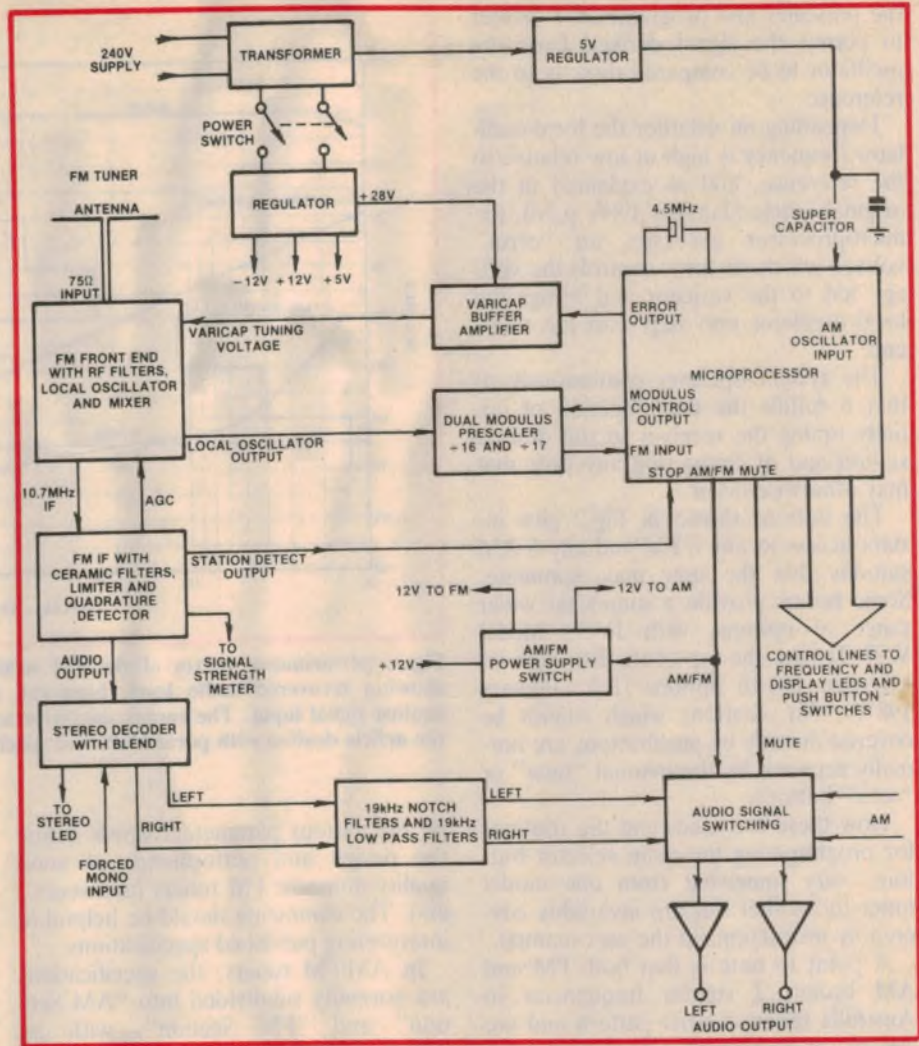 240V
SUPPLY
TRANSFORMER
5V
REGULATOR
POWER
SWITCH
FM TUNER
ANTENNA
REGULATOR
+28V
4.5MHz
SUPER
CAPACITOR
75Ω
INPUT
-12V +12V +5V
VARICAP TUNING
VOLTAGE
VARICAP
BUFFER
AMPLIFIER
ERROR
OUTPUT
AM
OSCILLATOR
INPUT
FM FRONT END
WITH RF FILTERS,
LOCAL OSCILLATOR
AND MIXER
MICROPROCESSOR
MODULUS
CONTROL
OUTPUT
DUAL MODULUS
PRESCALER
÷16 AND ÷17
LOCAL OSCILLATOR
OUTPUT
FM INPUT
STOP AM/FM MUTE
10.7MHz
IF
AGC
FM IF WITH
CERAMIC FILTERS,
LIMITER AND
QUADRATURE
DETECTOR
STATION DETECT
OUTPUT
12V TO FM
12V TO AM
TO
SIGNAL
STRENGTH
METER
+12V
AM/FM
POWER SUPPLY
SWITCH
AM/FM
CONTROL LINES TO
FREQUENCY AND
DISPLAY LEDS AND
PUSH BUTTON
SWITCHES
AUDIO
OUTPUT
STEREO DECODER
WITH BLEND
MUTE
TO
STEREO
LED
FORCED
MONO
INPUT
LEFT
RIGHT
19kHz NOTCH
FILTERS AND 19kHz
LOW PASS FILTERS
LEFT
RIGHT
AUDIO SIGNAL
SWITCHING
AM
LEFT
RIGHT
AUDIO OUTPUT